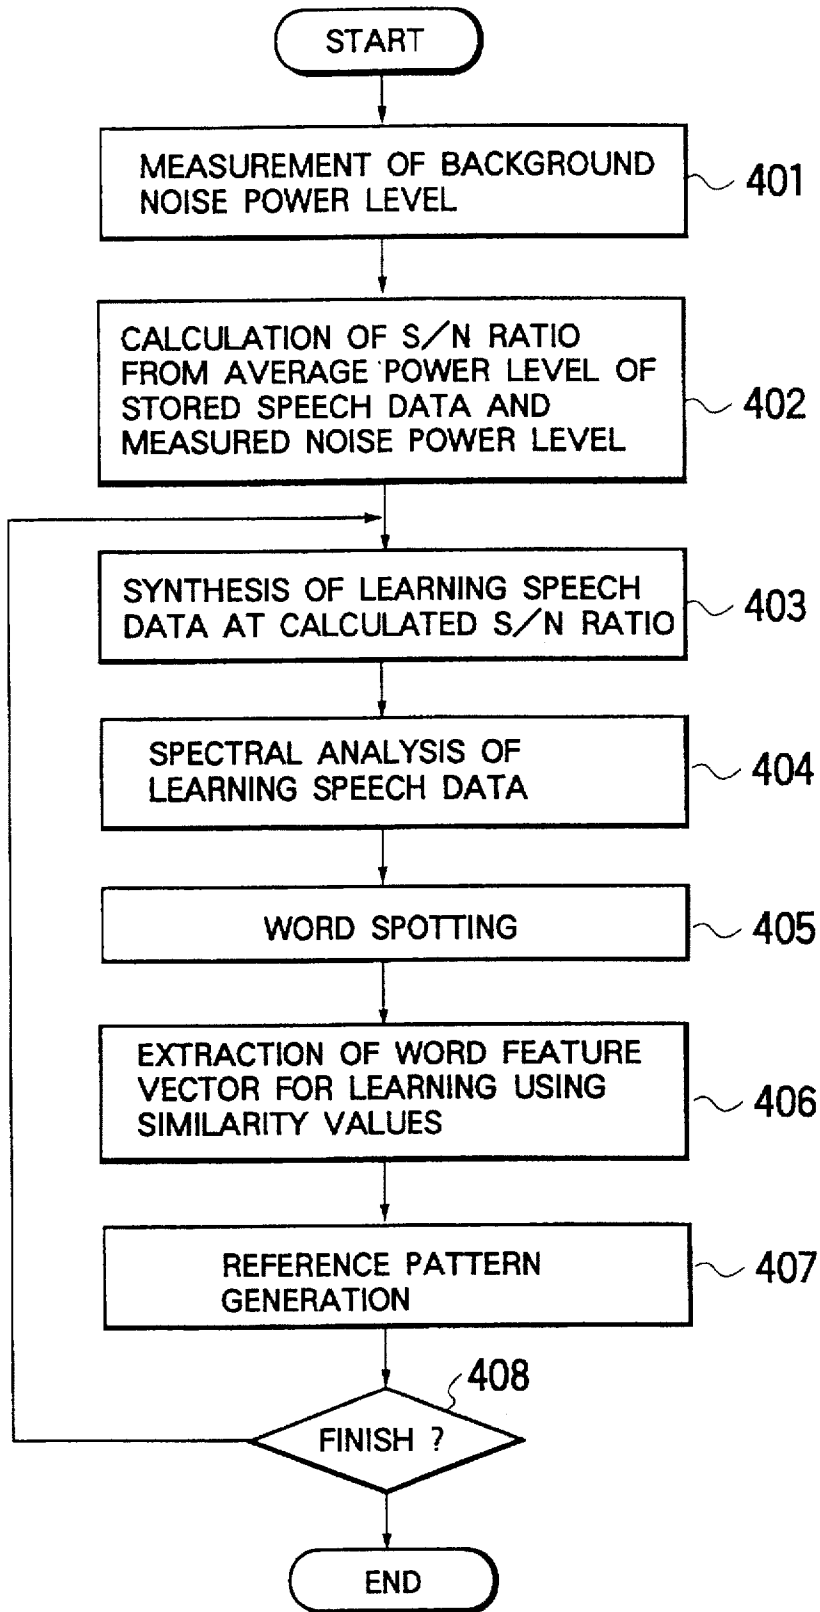 START
MEASUREMENT OF BACKGROUND
NOISE POWER LEVEL
401
CALCULATION OF S/N RATIO
FROM AVERAGE POWER LEVEL OF
STORED SPEECH DATA AND
MEASURED NOISE POWER LEVEL
402
SYNTHESIS OF LEARNING SPEECH
DATA AT CALCULATED S/N RATIO
403
SPECTRAL ANALYSIS OF
LEARNING SPEECH DATA
404
WORD SPOTTING
405
EXTRACTION OF WORD FEATURE
VECTOR FOR LEARNING USING
SIMILARITY VALUES
406
REFERENCE PATTERN
GENERATION
407
408
FINISH ?
END